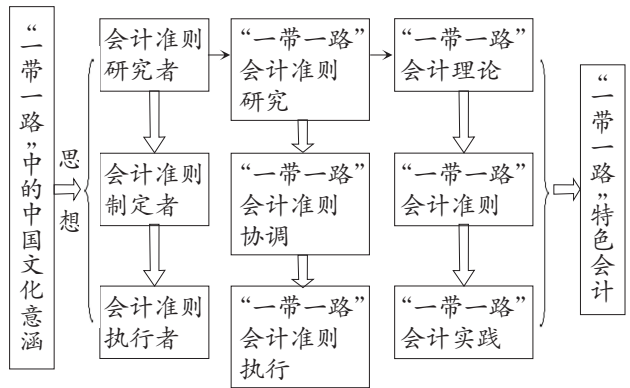 “一带一路”中的中国文化意涵
思
想
会计准则
研究者
“一带一路”
会计准则
研究
“一带一路”
会计理论
会计准则
制定者
“一带一路”
会计准则
协调
“一带一路”
会计准则
会计准则
执行者
“一带一路”
会计准则
执行
“一带一路”
会计实践
“一带一路”特色会计